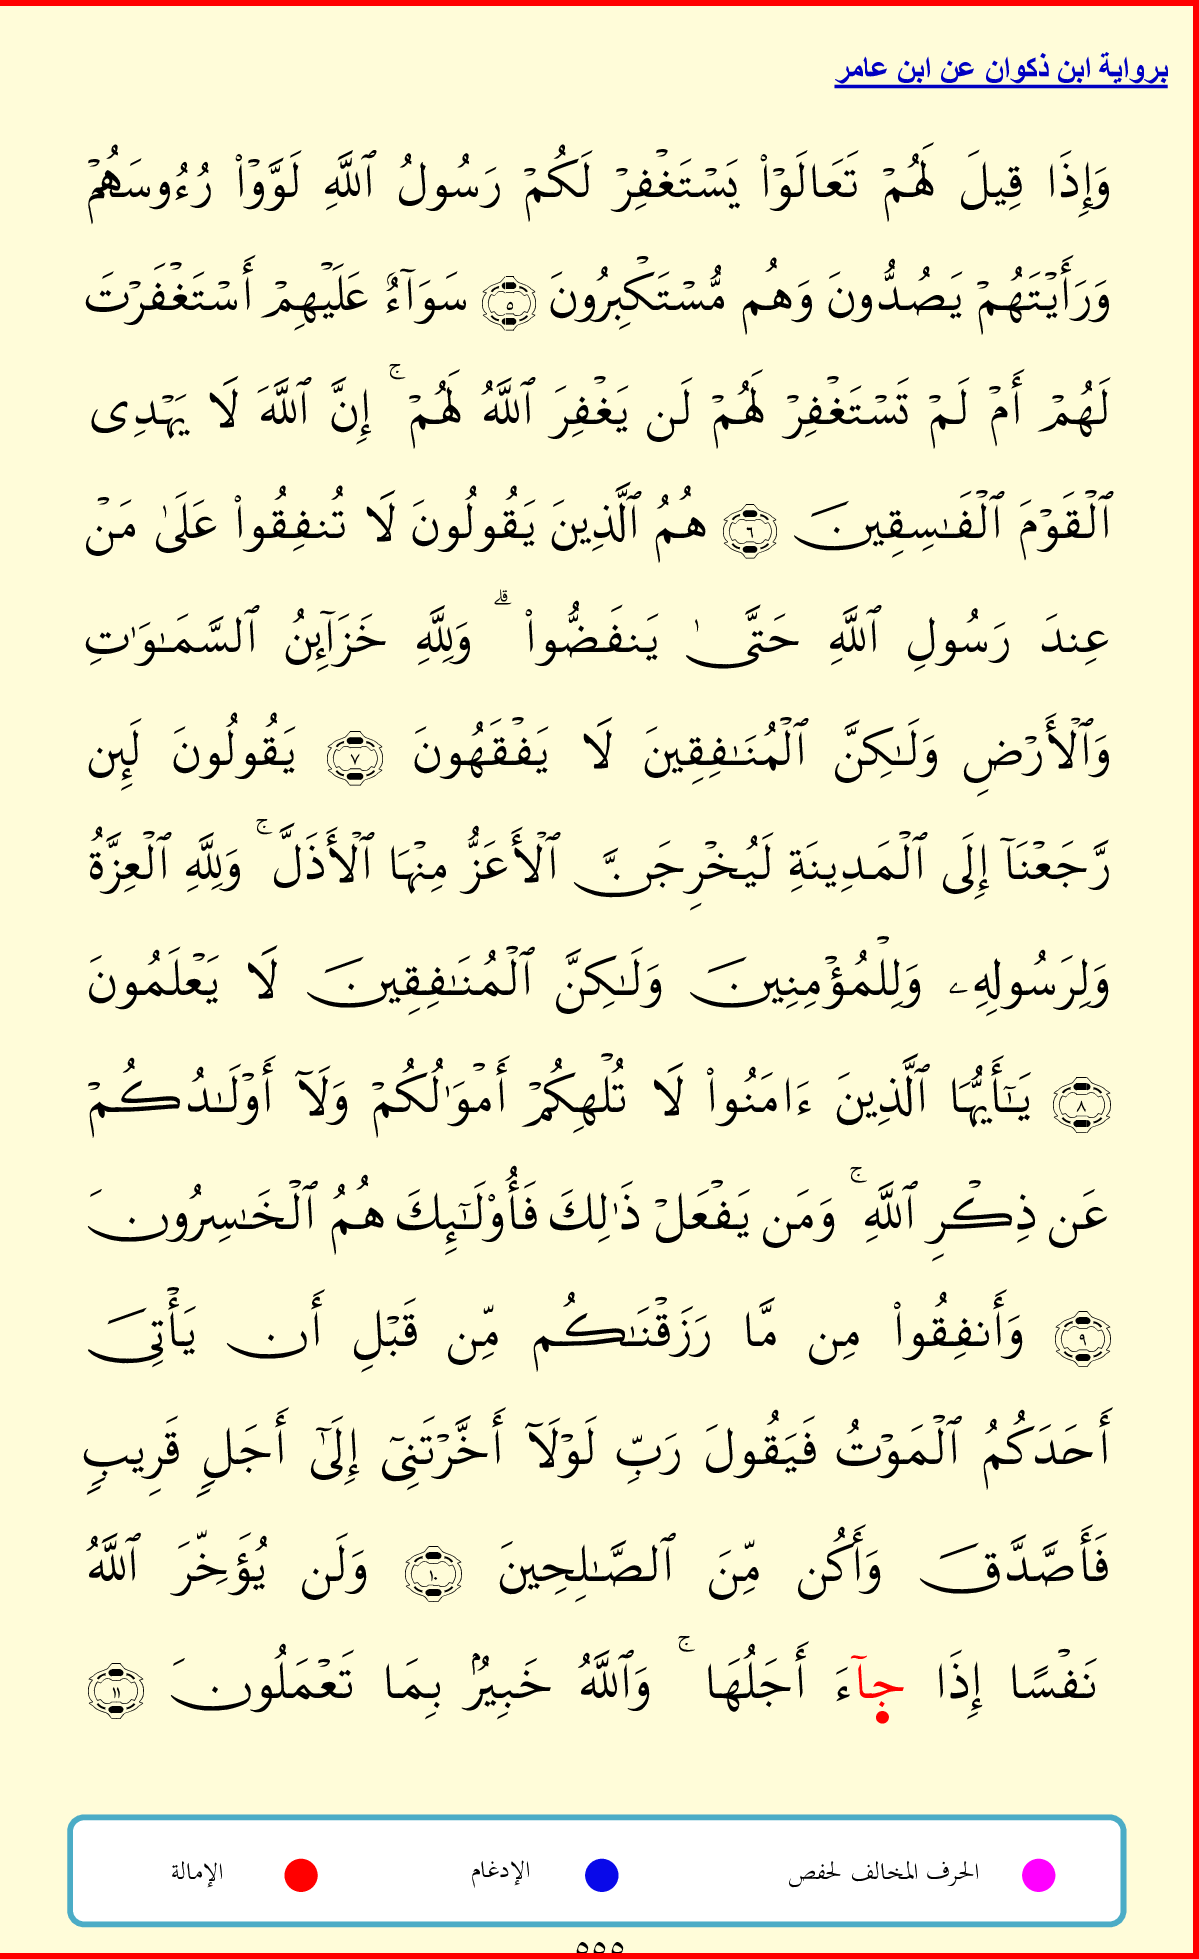 برواية ابن ذكوان عن ابن عامر
وَإِذَا قِيلَ لَهُمۡ تَعَالَوۡاْ يَسۡتَغۡفِرۡ لَكُمۡ رَسُولُ ٱللَّهِ لَوَّوۡاْ رُءُوسَهُمۡ
وَرَأَيۡتَهُمۡ يَصُدُّونَ وَهُم مُّسۡتَكۡبِرُونَ ٥ سَوَآءٌ عَلَيۡهِمۡ أَسۡتَغۡفَرۡتَ
لَهُمۡ أَمۡ لَمۡ تَسۡتَغۡفِرۡ لَهُمۡ لَن يَغۡفِرَ ٱللَّهُ لَهُمۡۚ إِنَّ ٱللَّهَ لَا يَهۡدِى
ٱلۡقَوۡمَ ٱلۡفَٰسِقِينَ ٦ هُمُ ٱلَّذِينَ يَقُولُونَ لَا تُنفِقُواْ عَلَىٰ مَنۡ
عِندَ رَسُولِ ٱللَّهِ حَتَّىٰ يَنفَضُّواْۗ وَلِلَّهِ خَزَآئِنُ ٱلسَّمَٰوَٰتِ
وَٱلۡأَرۡضِ وَلَٰكِنَّ ٱلۡمُنَٰفِقِينَ لَا يَفۡقَهُونَ ٧ يَقُولُونَ لَئِن
رَّجَعۡنَآ إِلَى ٱلۡمَدِينَةِ لَيُخۡرِجَنَّ ٱلۡأَعَزُّ مِنۡهَا ٱلۡأَذَلَّۚ وَلِلَّهِ ٱلۡعِزَّةُ
وَلِرَسُولِهِۦ وَلِلۡمُؤۡمِنِينَ وَلَٰكِنَّ ٱلۡمُنَٰفِقِينَ لَا يَعۡلَمُونَ
٨ يَٰٓأَيُّهَا ٱلَّذِينَ ءَامَنُواْ لَا تُلۡهِكُمۡ أَمۡوَٰلُكُمۡ وَلَآ أَوۡلَٰدُكُمۡ
عَن ذِكۡرِ ٱللَّهِۚ وَمَن يَفۡعَلۡ ذَٰلِكَ فَأُوْلَٰٓئِكَ هُمُ ٱلۡخَٰسِرُونَ
٩ وَأَنفِقُواْ مِن مَّا رَزَقۡنَٰكُم مِّن قَبۡلِ أَن يَأۡتِىَ
أَحَدَكُمُ ٱلۡمَوۡتُ فَيَقُولَ رَبِّ لَوۡلَآ أَخَّرۡتَنِىٓ إِلَىٰٓ أَجَلٖ قَرِيبٖ
فَأَصَّدَّقَ وَأَكُن مِّنَ ٱلصَّٰلِحِينَ ١٠ وَلَن يُؤَخِّرَ ٱللَّهُ
نَفۡسًا إِذَا جَآءَ أَجَلُهَاۚ وَٱللَّهُ خَبِيرُۢ بِمَا تَعۡمَلُونَ ١١
الحرف المخالف لحفص الإدغام الإمالة
٥٥٥